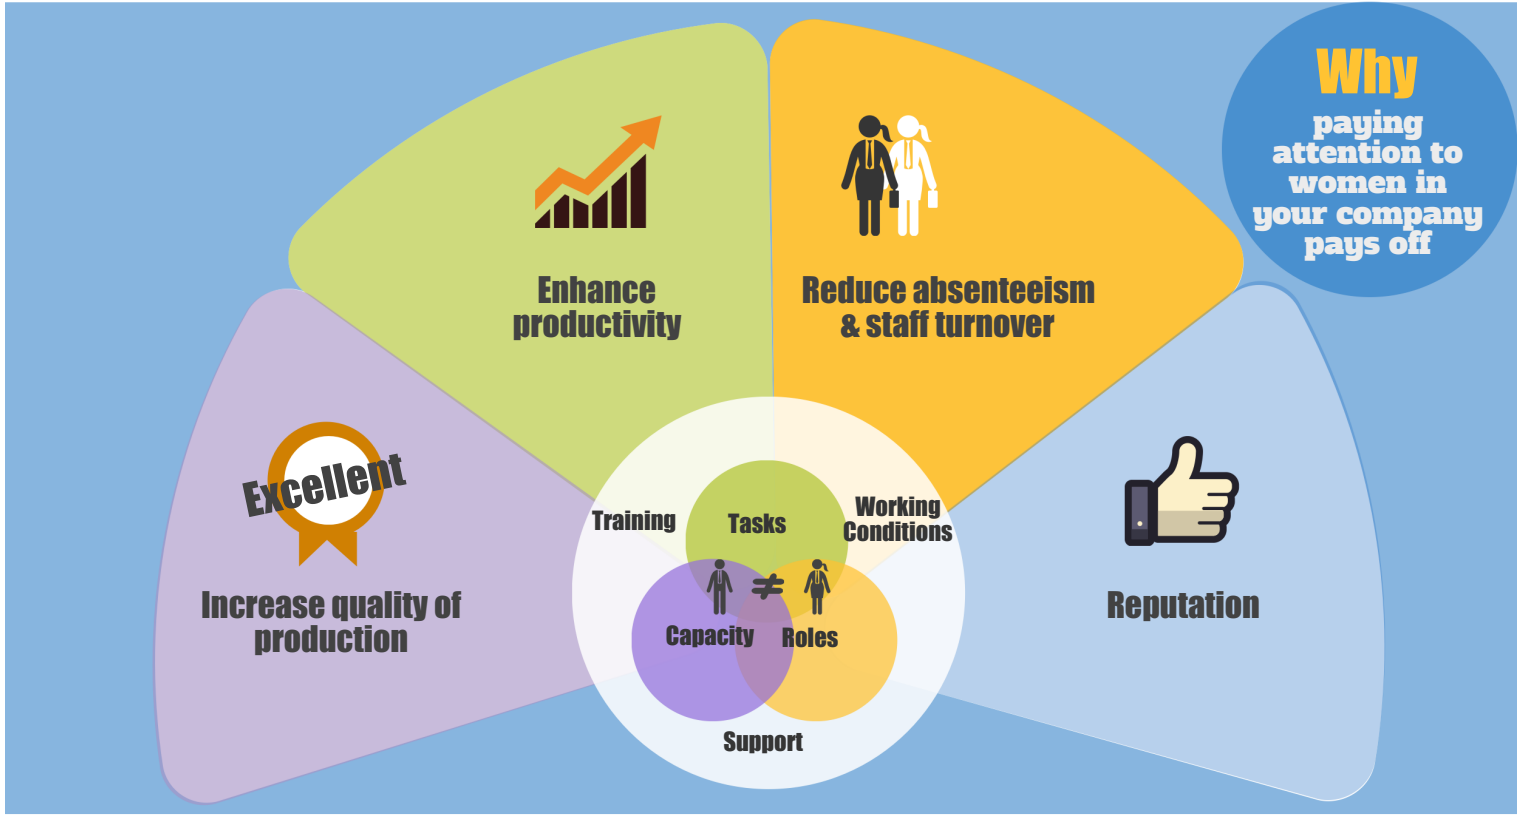 Why
paying
attention to
women in
your company
pays off
Enhance
productivity
Reduce absenteeism
& staff turnover
Excellent
Increase quality of
production
Reputation
Training
Tasks
Working
Conditions
≠
Capacity
Roles
Support